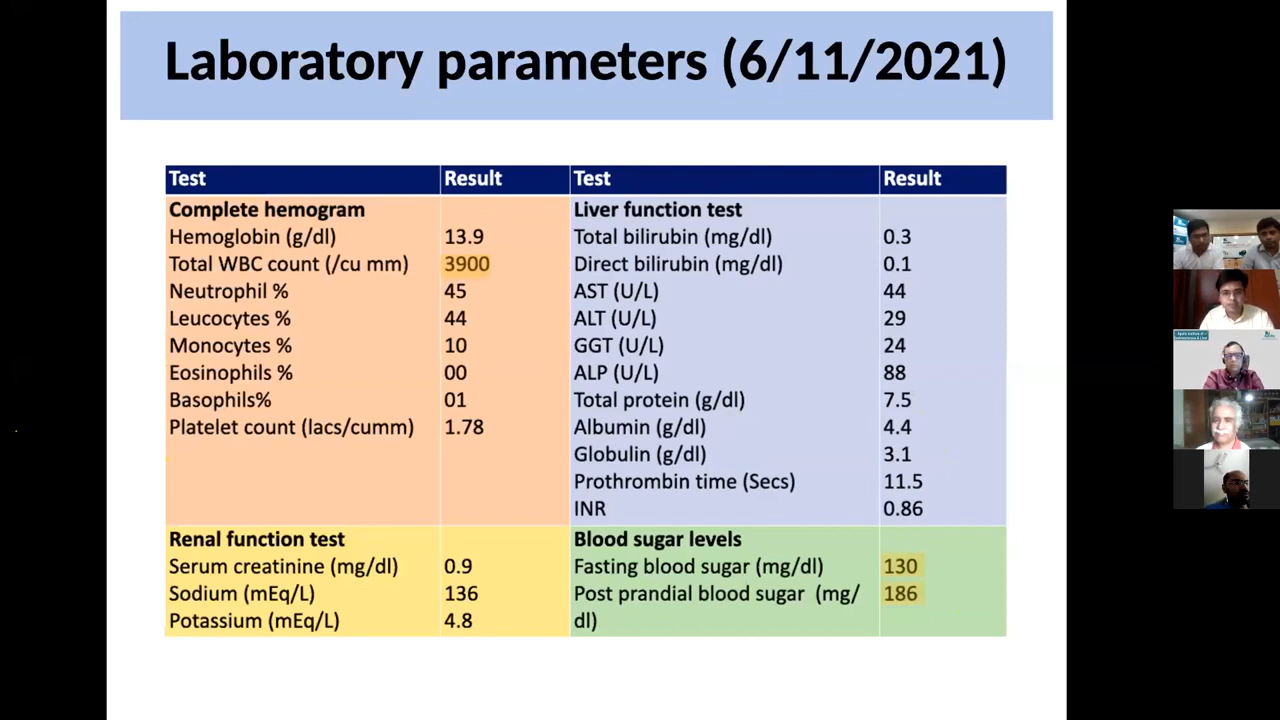 Laboratory parameters (6/11/2021)
Test Result Test Result
Complete hemogram Liver function test
Hemoglobin (g/dl) 13.9 Total bilirubin (mg/dl) 0.3
Total WBC count (/cu mm) 3900 Direct bilirubin (mg/dl) 0.1
Neutrophil % 45 AST (U/L) 44
Leucocytes % 44 ALT (U/L) 29
Monocytes % 10 GGT (U/L) 24
Eosinophils % 00 ALP (U/L) 88
Basophils% 01 Total protein (g/dl) 7.5
Platelet count (lacs/cumm) 1.78 Albumin (g/dl) 4.4
Globulin (g/dl) 3.1
Prothrombin time (Secs) 11.5
INR 0.86
Renal function test Blood sugar levels
Serum creatinine (mg/dl) 0.9 Fasting blood sugar (mg/dl) 130
Sodium (mEq/L) 136 Post prandial blood sugar (mg/ 186
Potassium (mEq/L) 4.8 dl)